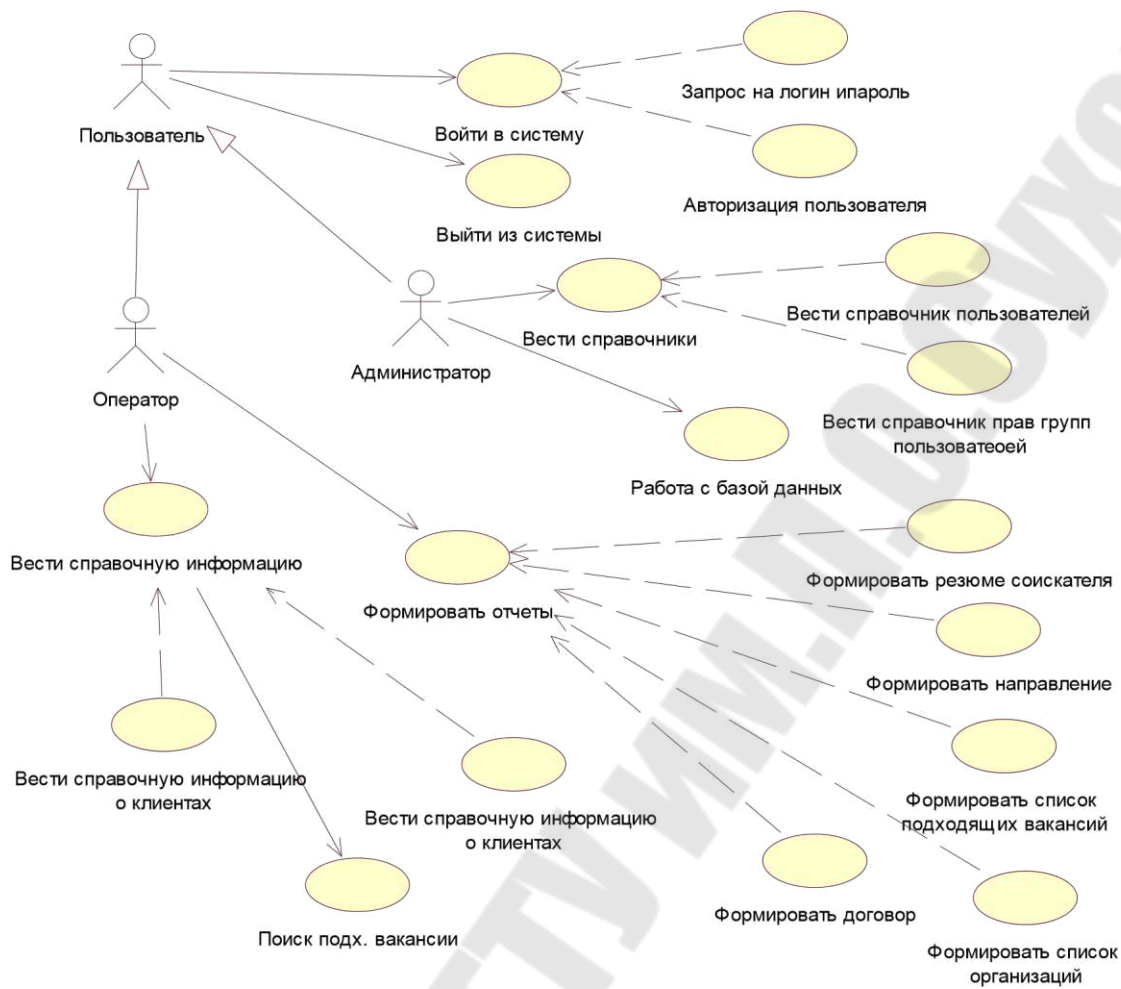 Запрос на логин ипароль
Пользователь
Войти в систему
Авторизация пользователя
Выйти из системы
Вести справочник пользователей
Вести справочники
Администратор
Оператор
Вести справочник прав групп
пользоватеоей
Работа с базой данных
Вести справочную информацию
Формировать резюме соискателя
Формировать отчеты
Формировать направление
Вести справочную информацию
о клиентах
Вести справочную информацию
о клиентах
Формировать список
подходящих вакансий
Формировать договор
Поиск подх. вакансии
Формировать список
организаций
ГТУ ИМ.П.О.СУХО